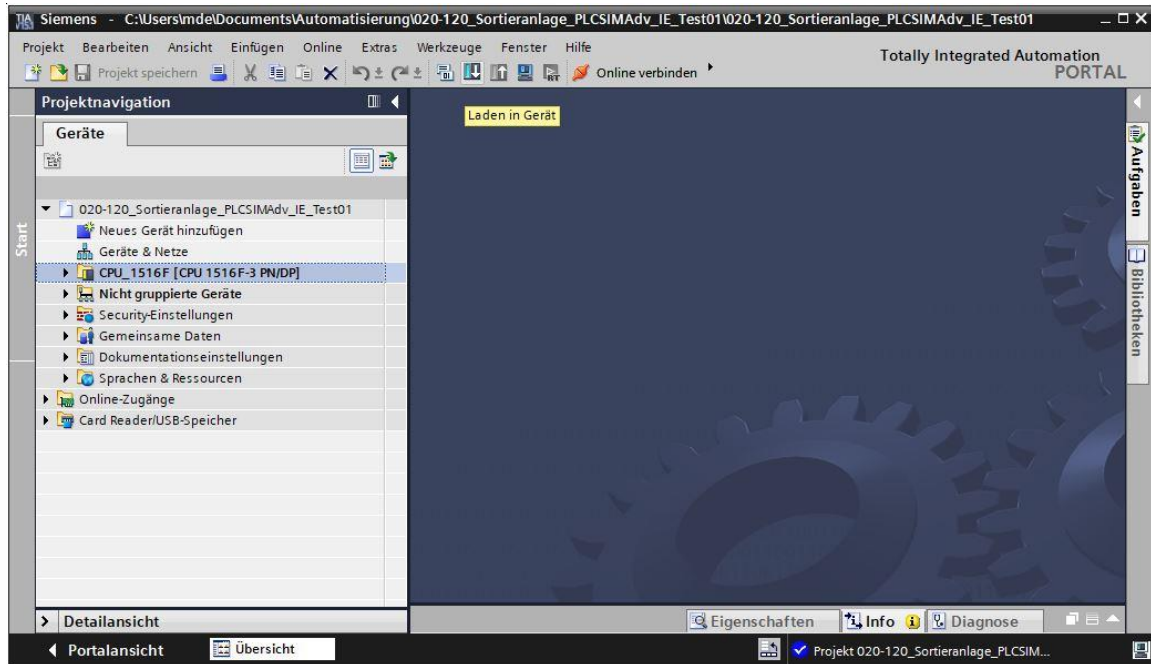 Siemens - C:\Users\mde\Documents\Automatisierung\020-120_Sortieranlage_PLCSIMAdv_IE_Test01\020-120_Sortieranlage_PLCSIMAdv_IE_Test01
Projekt Bearbeiten Ansicht Einfügen Online Extras Werkzeuge Fenster Hilfe
Totally Integrated Automation
PORTAL
Projekt speichern
Online verbinden
Projektnavigation
Laden in Gerät
Geräte
020-120_Sortieranlage_PLCSIMAdv_IE_Test01
Neues Gerät hinzufügen
Geräte & Netze
CPU_1516F [CPU 1516F-3 PN/DP]
Nicht gruppierte Geräte
Security-Einstellungen
Gemeinsame Daten
Dokumentationseinstellungen
Sprachen & Ressourcen
Online-Zugänge
Card Reader/USB-Speicher
Start
Aufgaben
Bibliotheken
Detailansicht
Eigenschaften
Info
Diagnose
Portalansicht
Übersicht
Projekt 020-120_Sortieranlage_PLCSIM...